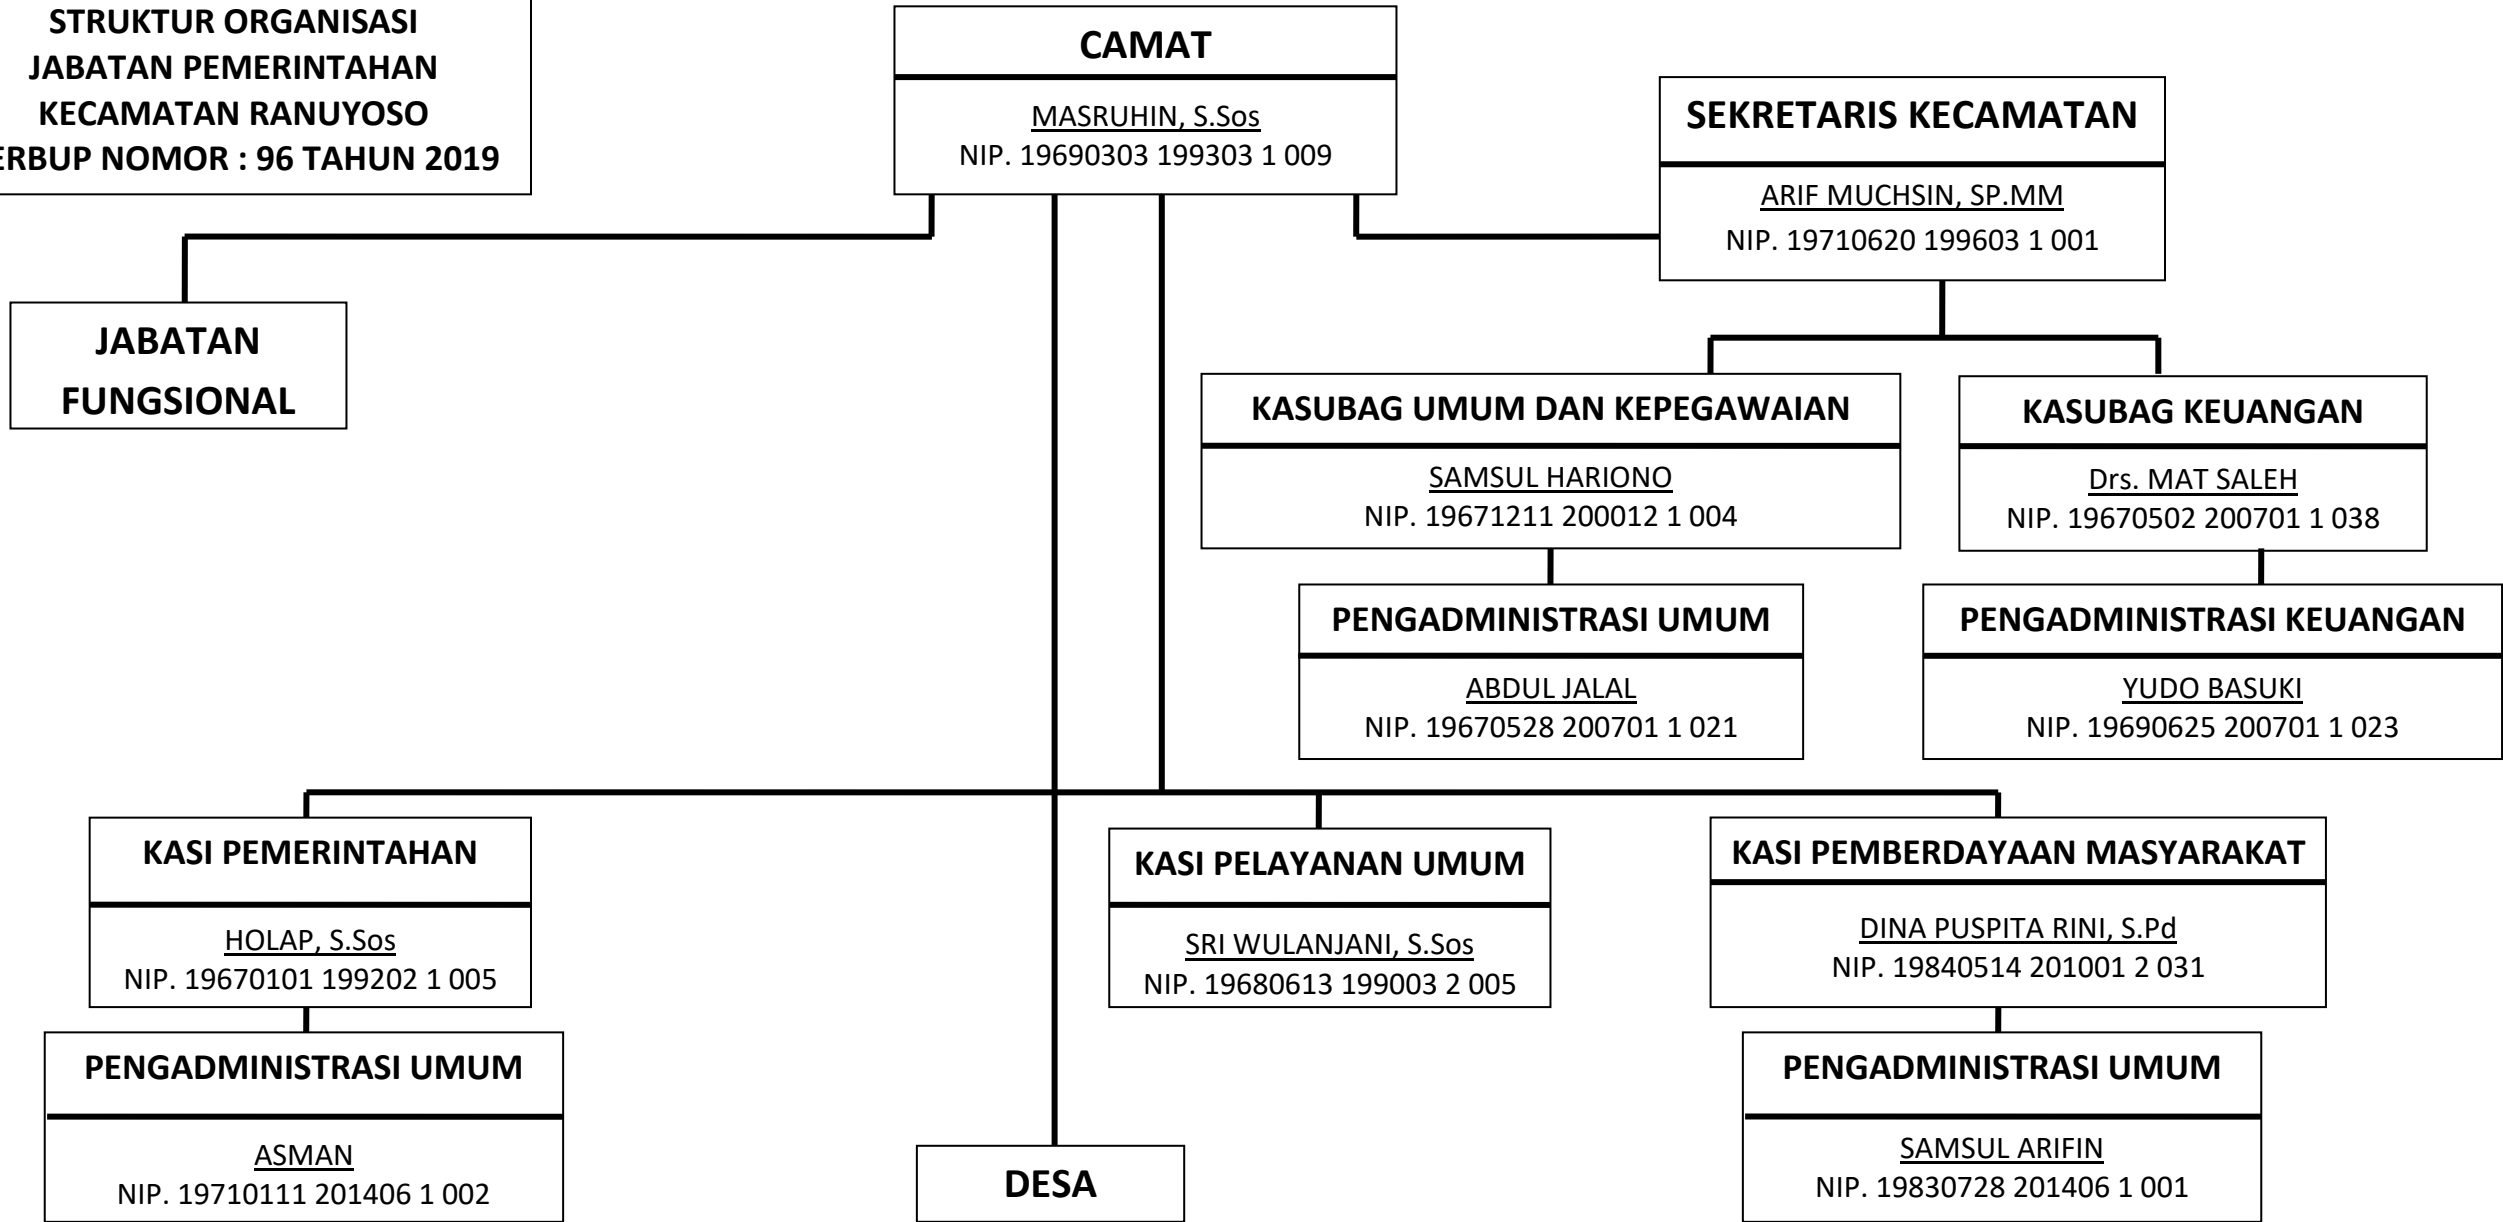 STRUKTUR ORGANISASI
JABATAN PEMERINTAHAN
KECAMATAN RANUYOSO
ERBUP NOMOR : 96 TAHUN 2019
CAMAT
MASRUHIN, S.Sos
NIP. 19690303 199303 1 009
SEKRETARIS KECAMATAN
ARIF MUCHSIN, SP.MM
NIP. 19710620 199603 1 001
JABATAN
FUNGSIONAL
KASUBAG UMUM DAN KEPEGAWAIAN
SAMSUL HARIONO
NIP. 19671211 200012 1 004
KASUBAG KEUANGAN
Drs. MAT SALEH
NIP. 19670502 200701 1 038
PENGADMINISTRASI UMUM
ABDUL JALAL
NIP. 19670528 200701 1 021
PENGADMINISTRASI KEUANGAN
YUDO BASUKI
NIP. 19690625 200701 1 023
KASI PEMERINTAHAN
HOLAP, S.Sos
NIP. 19670101 199202 1 005
KASI PELAYANAN UMUM
SRI WULANJANI, S.Sos
NIP. 19680613 199003 2 005
KASI PEMBERDAYAAN MASYARAKAT
DINA PUSPITA RINI, S.Pd
NIP. 19840514 201001 2 031
PENGADMINISTRASI UMUM
ASMAN
NIP. 19710111 201406 1 002
DESA
PENGADMINISTRASI UMUM
SAMSUL ARIFIN
NIP. 19830728 201406 1 001